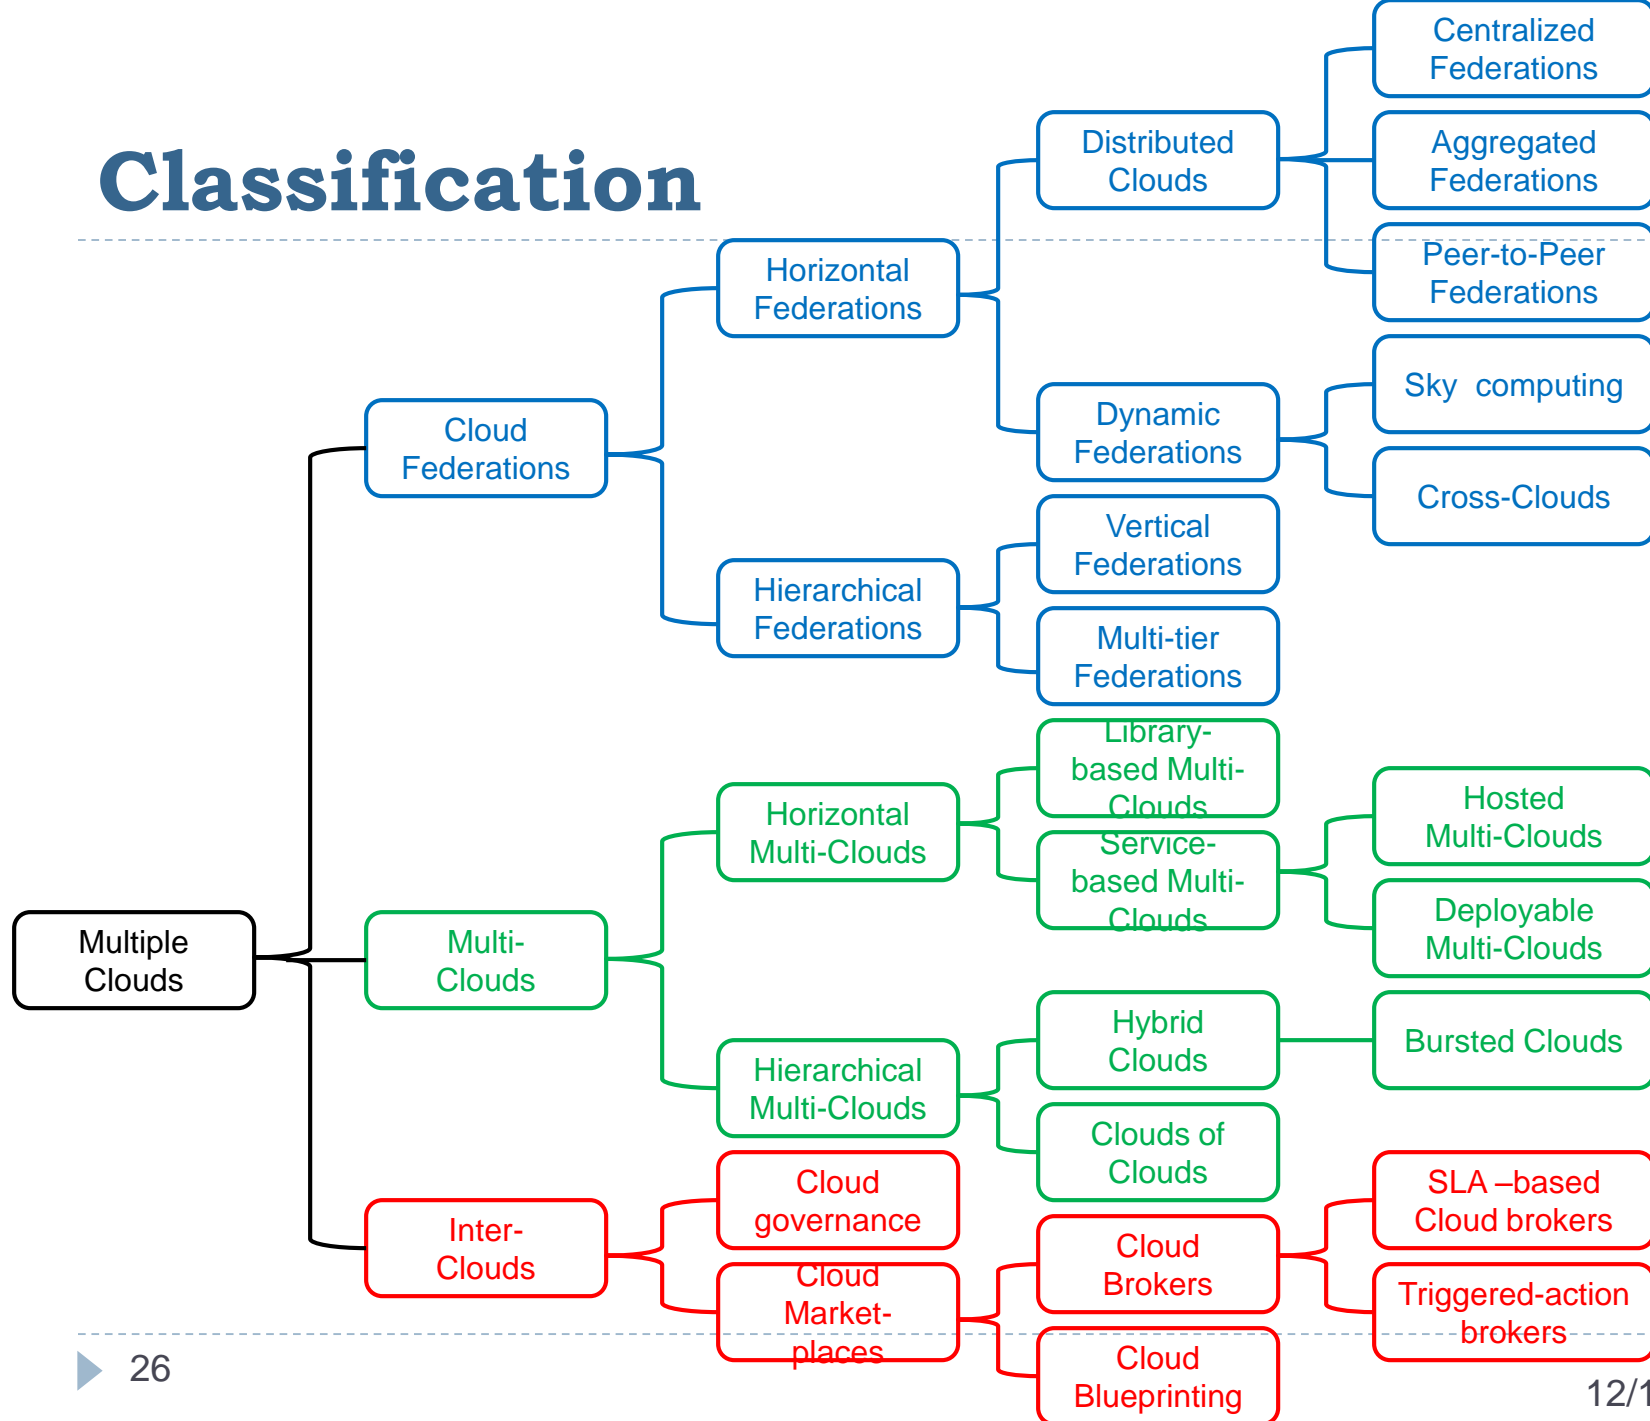 Classification
Centralized
Federations
Distributed
Clouds
Aggregated
Federations
Peer-to-Peer
Federations
Horizontal
Federations
Sky computing
Dynamic
Federations
Cross-Clouds
Cloud
Federations
Vertical
Federations
Hierarchical
Federations
Multi-tier
Federations
Library-
based Multi-
Clouds
Horizontal
Multi-Clouds
Service-
based Multi-
Clouds
Hosted
Multi-Clouds
Deployable
Multi-Clouds
Multiple
Clouds
Multi-
Clouds
Hybrid
Clouds
Bursted Clouds
Hierarchical
Multi-Clouds
Clouds of
Clouds
Cloud
governance
Inter-
Clouds
Cloud
Market-
places
Cloud
Brokers
SLA –based
Cloud brokers
Triggered-action
brokers
Cloud
Blueprinting
26
12/1